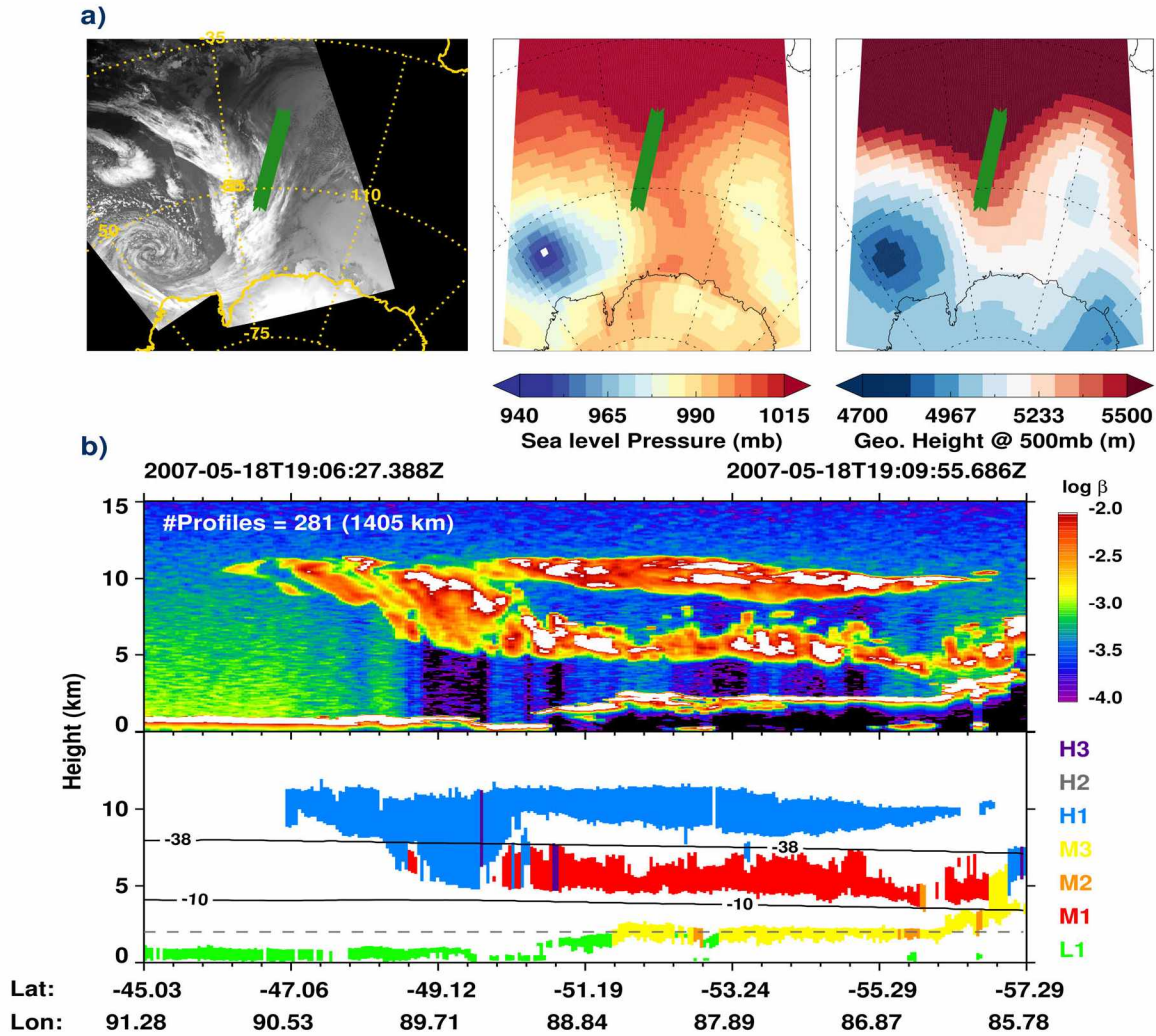 a)
-35
50
110
-75
940 965 990 1015
Sea level Pressure (mb)
4700 4967 5233 5500
Geo. Height @ 500mb (m)
b)
2007-05-18T19:06:27.388Z 2007-05-18T19:09:55.686Z
log β
#Profiles = 281 (1405 km)
15
10
5
0
-2.0
-2.5
-3.0
-3.5
-4.0
Height (km)
10
5
0
-38 -38
-10 -10
H3
H2
H1
M3
M2
M1
L1
Lat: -45.03 -47.06 -49.12 -51.19 -53.24 -55.29 -57.29
Lon: 91.28 90.53 89.71 88.84 87.89 86.87 85.78